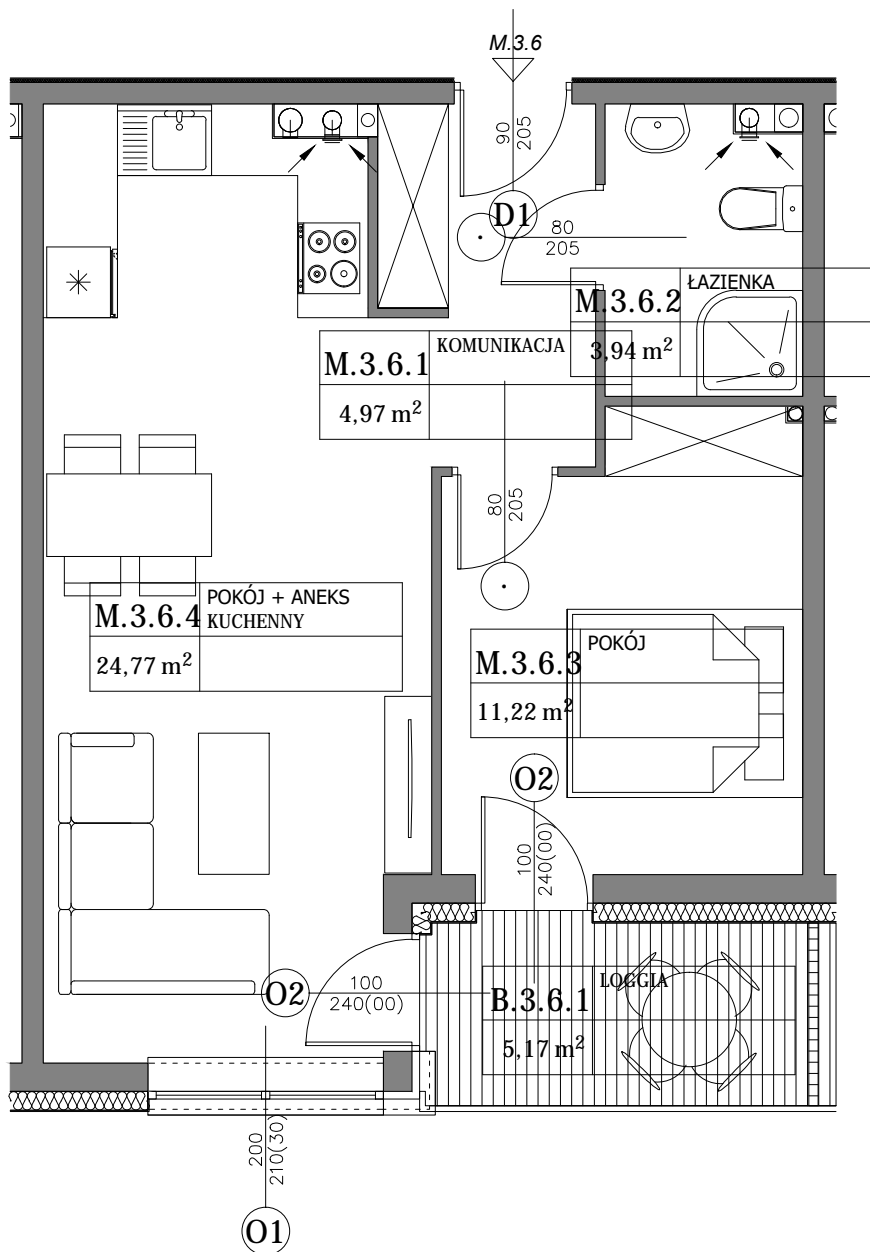 M.3.6
90
205
D1
80
205
M.3.6.2
ŁAZIENKA
3,94 m²
M.3.6.1
KOMUNIKACJA
4,97 m²
80
205
M.3.6.4
POKÓJ + ANEKS
KUCHENNY
24,77 m²
M.3.6.3
POKÓJ
11,22 m²
O2
100
240(00)
O2
100
240(00)
B.3.6.1
LOGGIA
5,17 m²
200
210(30)
O1